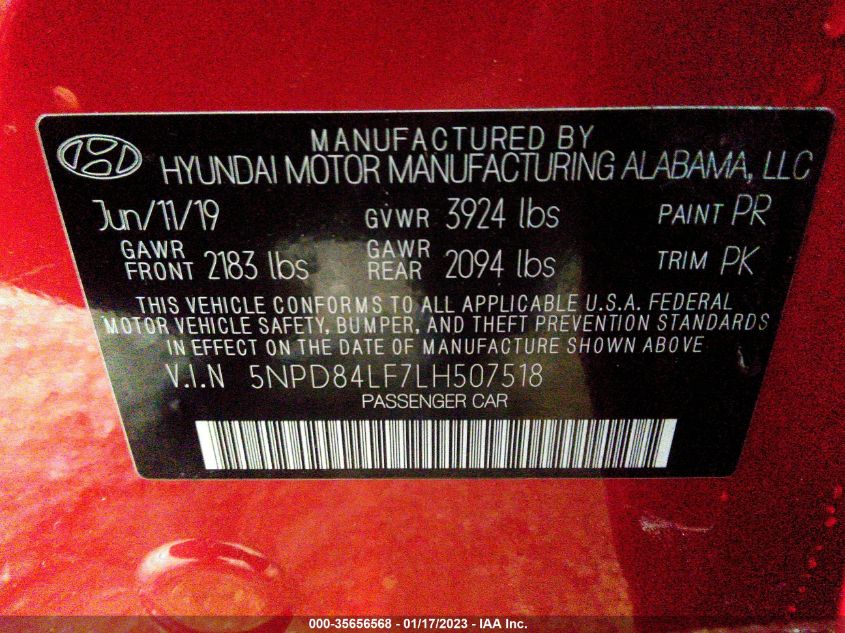 MANUFACTURED BY
HYUNDAI MOTOR MANUFACTURING ALABAMA, LLC
Jun/11/19 GVWR 3924 lbs PAINT PR
GAWR FRONT 2183 lbs GAWR REAR 2094 lbs TRIM PK
THIS VEHICLE CONFORMS TO ALL APPLICABLE U.S.A. FEDERAL
MOTOR VEHICLE SAFETY, BUMPER, AND THEFT PREVENTION STANDARDS
IN EFFECT ON THE DATE OF MANUFACTURE SHOWN ABOVE
V.I.N 5NPD84LF7LH507518
PASSENGER CAR
000-35656568 - 01/17/2023 - IAA Inc.